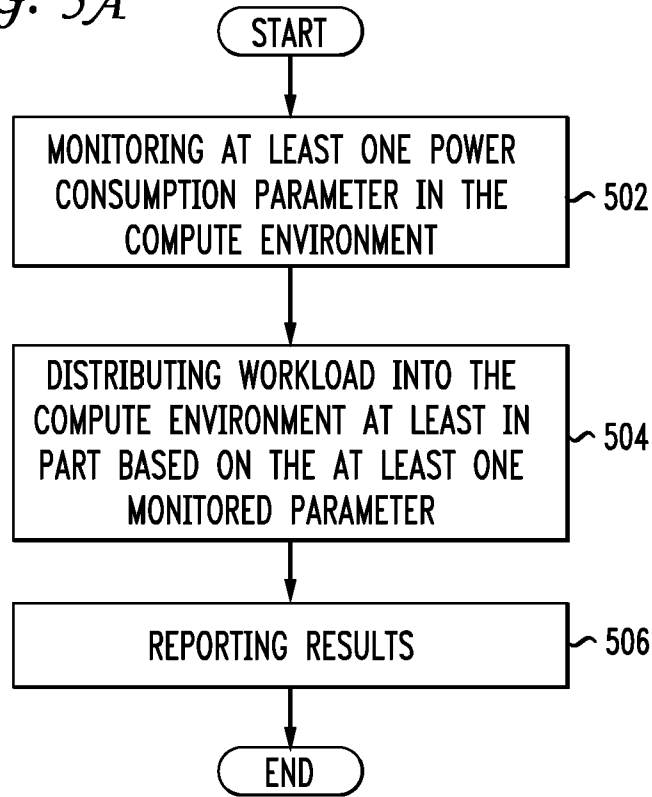 g. 5A
START
MONITORING AT LEAST ONE POWER
CONSUMPTION PARAMETER IN THE
COMPUTE ENVIRONMENT
502
DISTRIBUTING WORKLOAD INTO THE
COMPUTE ENVIRONMENT AT LEAST IN
PART BASED ON THE AT LEAST ONE
MONITORED PARAMETER
504
REPORTING RESULTS
506
END